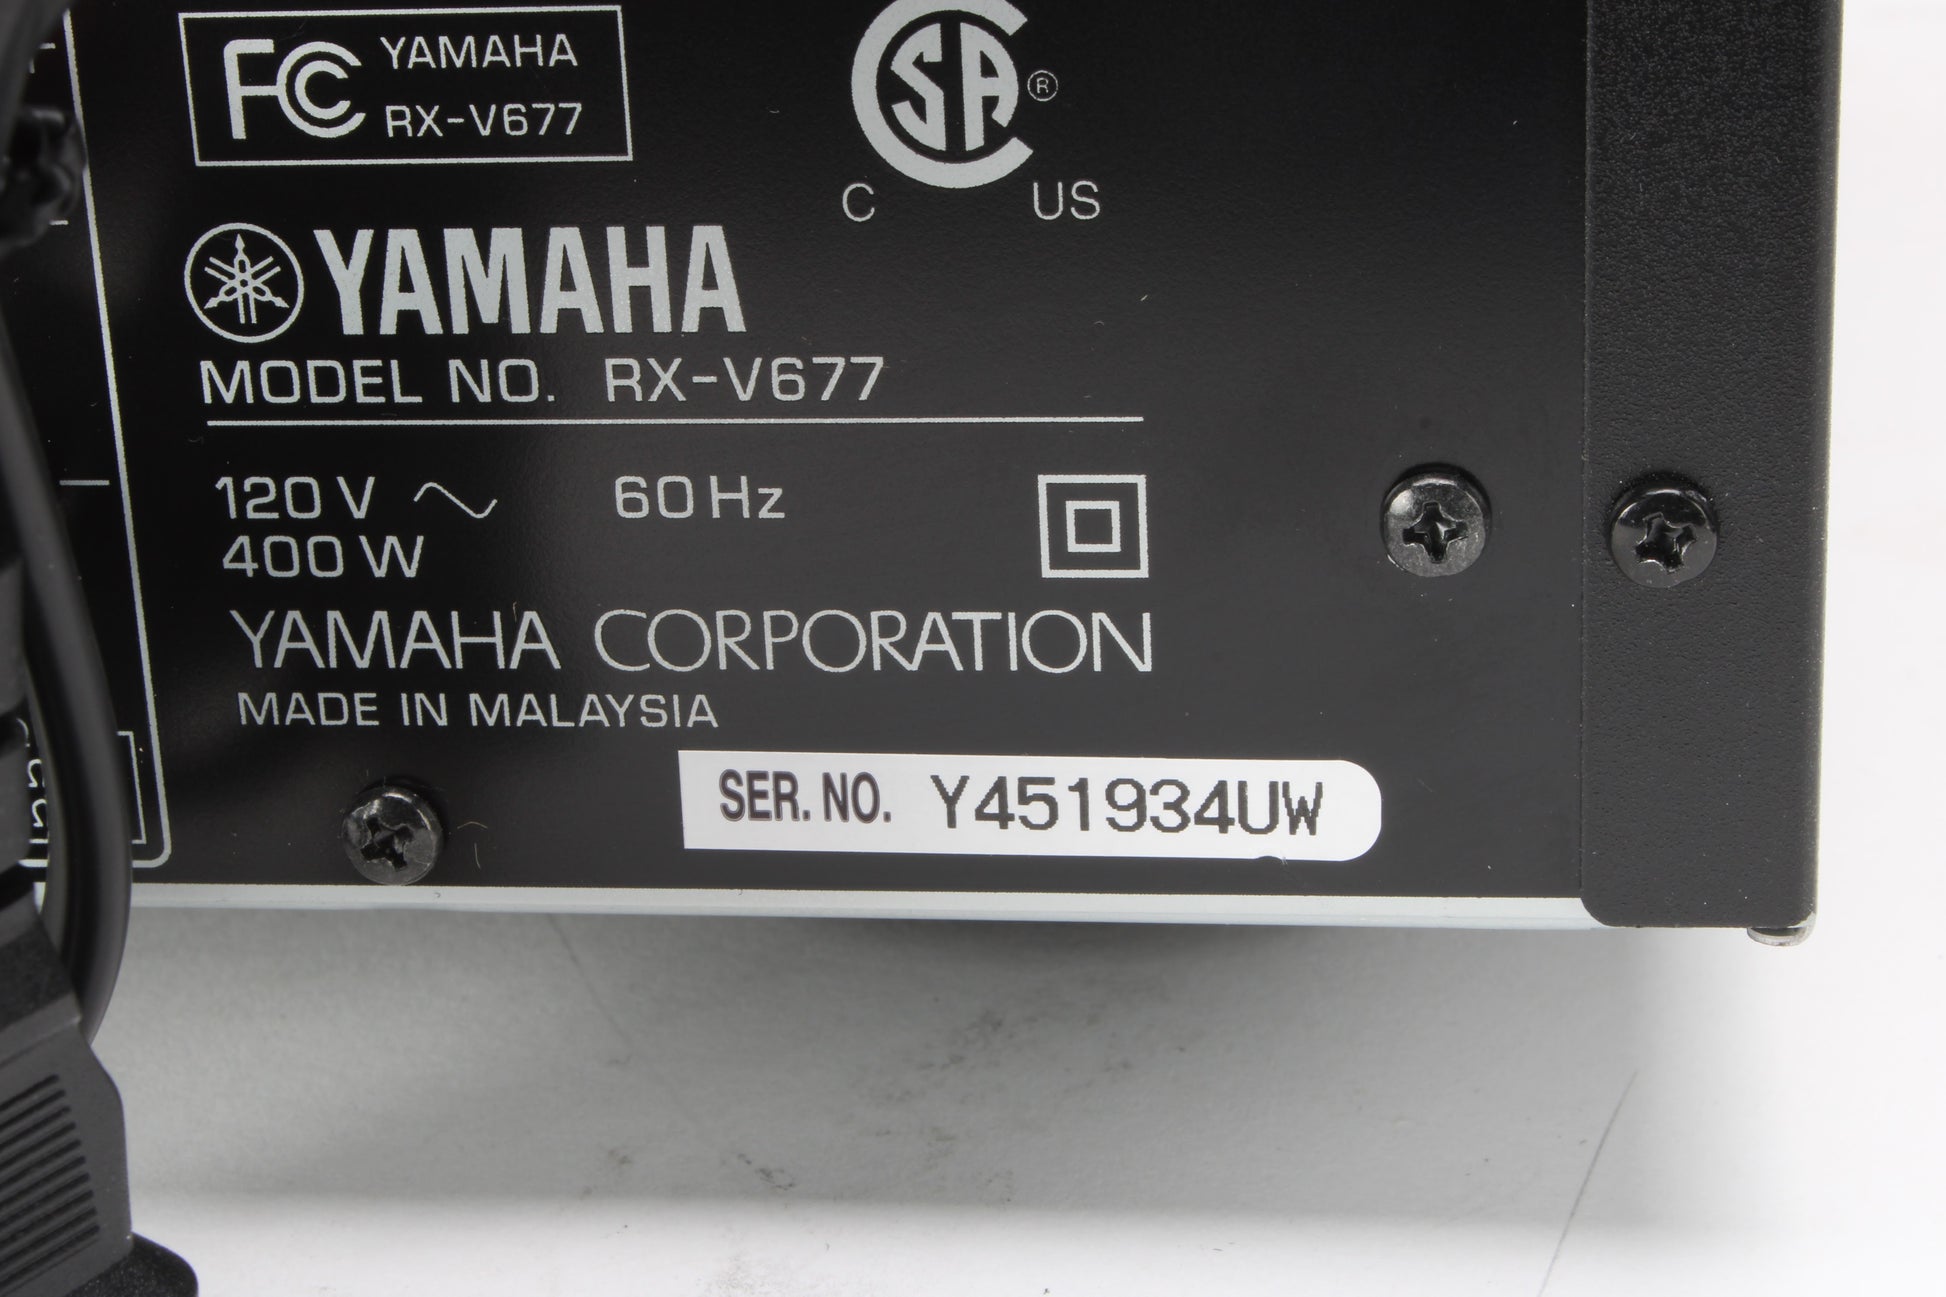 FC YAMAHA
RX-V677
CSA ®
C US
YAMAHA
MODEL NO. RX-V677
120 V ~ 60 Hz
400 W
YAMAHA CORPORATION
MADE IN MALAYSIA
SER. NO. Y451934UW